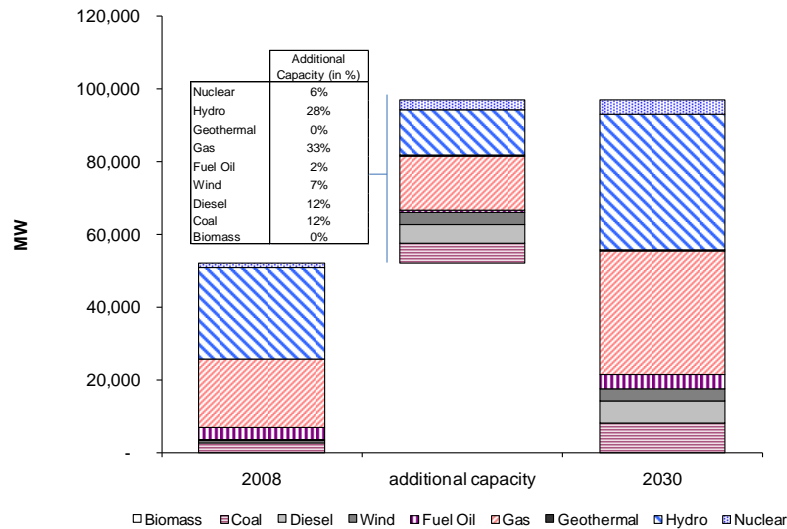 120,000
100,000
80,000
60,000
40,000
20,000
-
MW
Additional
Capacity (in %)
Nuclear 6%
Hydro 28%
Geothermal 0%
Gas 33%
Fuel Oil 2%
Wind 7%
Diesel 12%
Coal 12%
Biomass 0%
2008 additional capacity 2030
Biomass Coal Diesel Wind Fuel Oil Gas Geothermal Hydro Nuclear